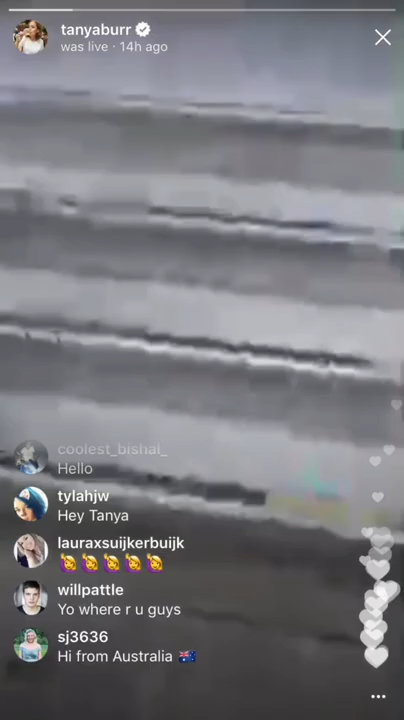 tanyaburr
was live · 14h ago
coolest_bishal_
Hello
tylahjw
Hey Tanya
lauraxsuijkerbuijk
🙋🙋🙋🙋🙋
willpattle
Yo where r u guys
sj3636
Hi from Australia 🇦🇺